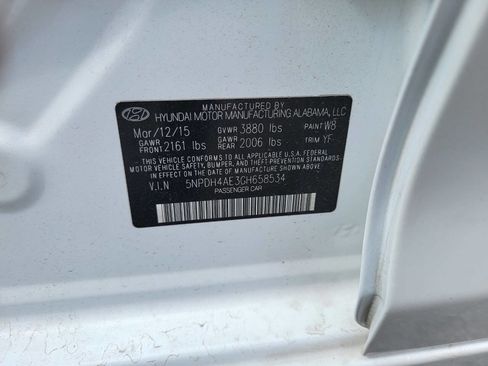 MANUFACTURED BY
HYUNDAI MOTOR MANUFACTURING ALABAMA, LLC
Mar/12/15 GVWR 3880 lbs PAINT W8
GAWR FRONT 2161 lbs GAWR REAR 2006 lbs TRIM YF
THIS VEHICLE CONFORMS TO ALL APPLICABLE U.S. FEDERAL
MOTOR VEHICLE SAFETY, BUMPER, AND THEFT PREVENTION STANDARDS
IN EFFECT ON THE DATE OF MANUFACTURE SHOWN ABOVE.
V.I.N 5NPDH4AE3GH658534
PASSENGER CAR